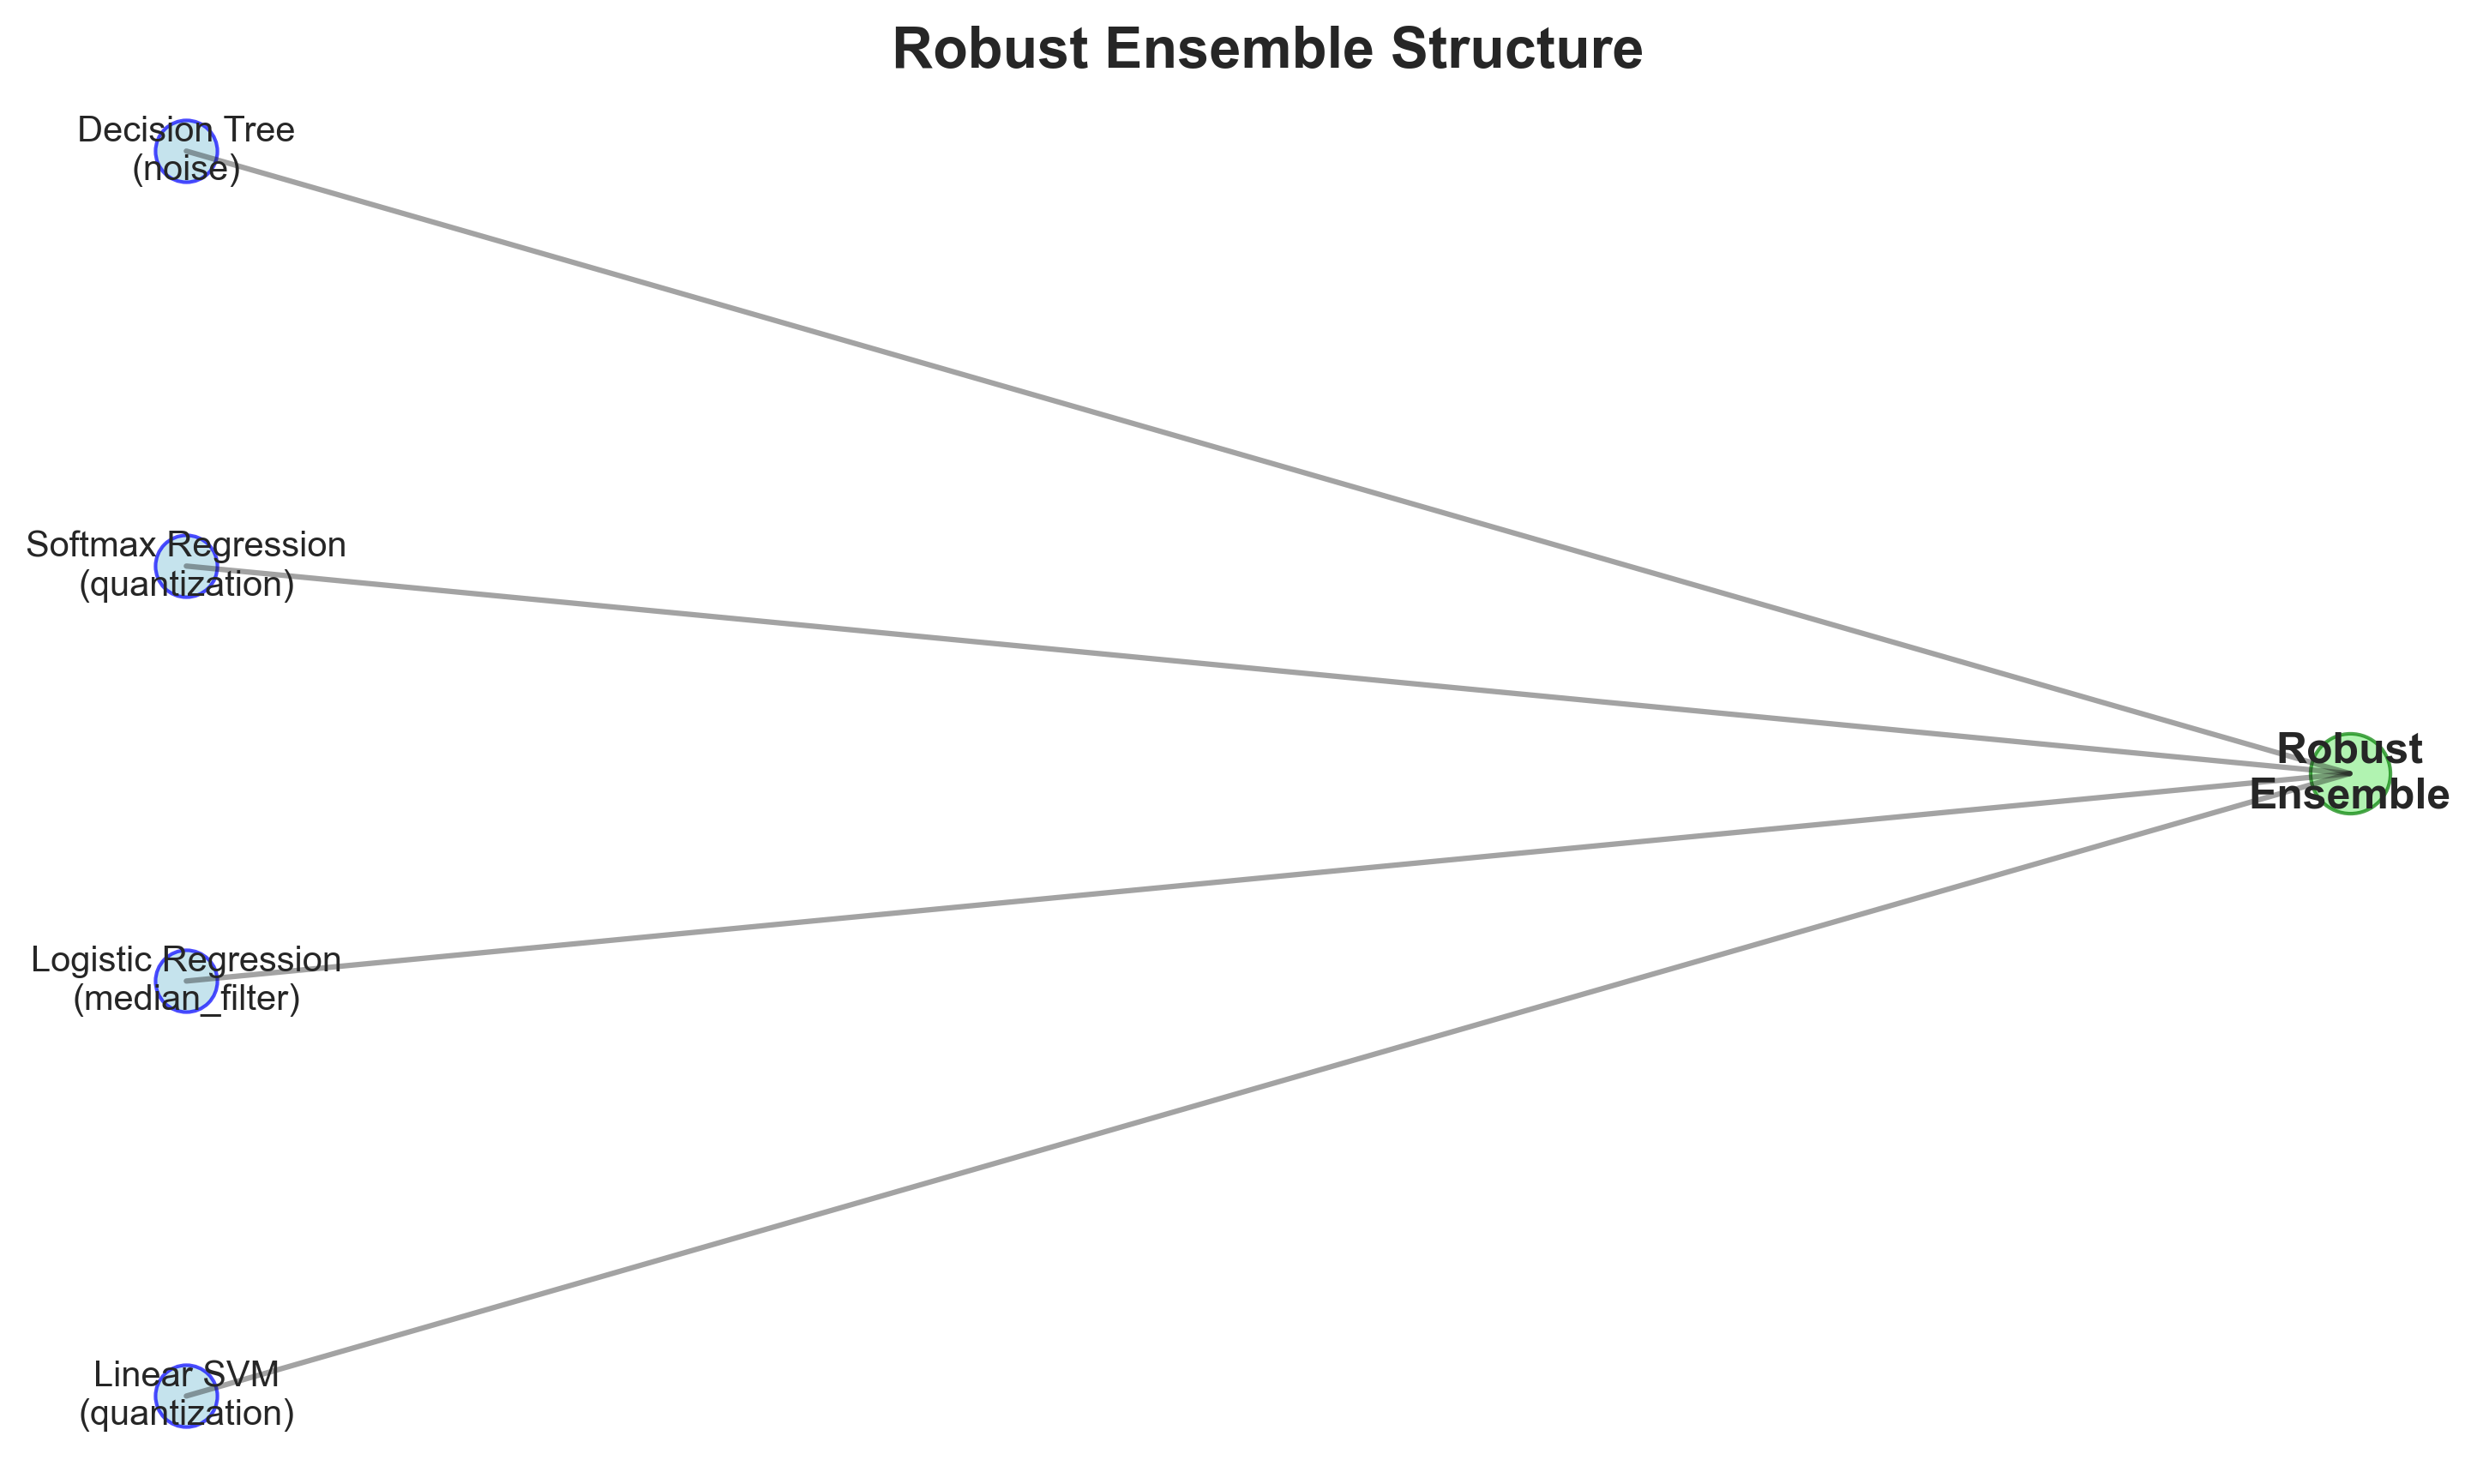 Robust Ensemble Structure
Decision Tree
(noise)
Softmax Regression
(quantization)
Robust
Ensemble
Logistic Regression
(median_filter)
Linear SVM
(quantization)